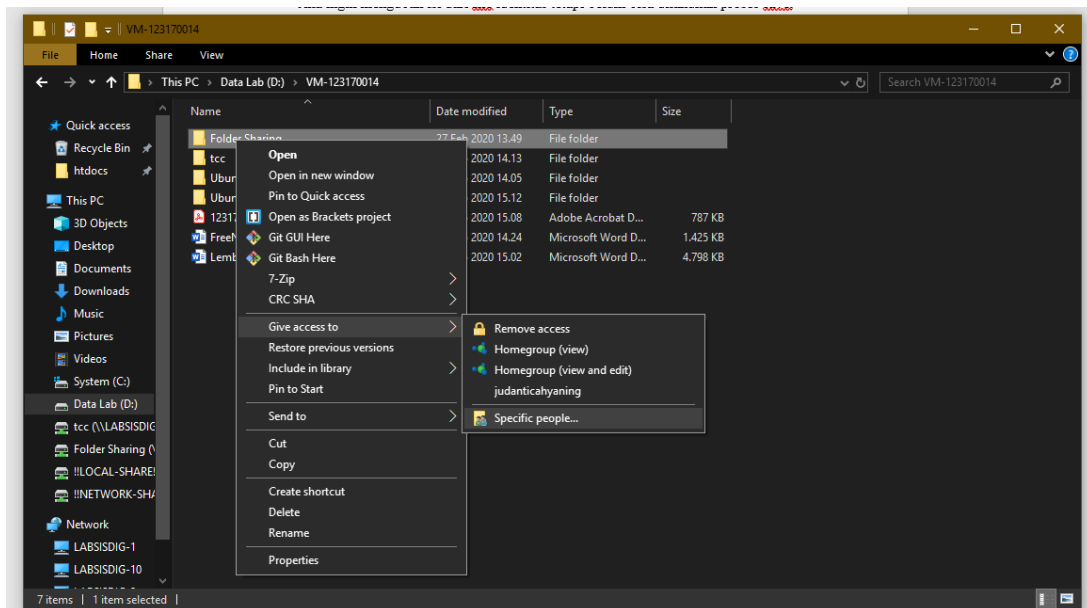 VM-123170014
File Home Share View
This PC > Data Lab (D:) > VM-123170014
Search VM-123170014
Name Date modified Type Size
Quick access
Recycle Bin
htdocs
This PC
3D Objects
Desktop
Documents
Downloads
Music
Pictures
Videos
System (C:)
Data Lab (D:)
tcc (\\LABSISDIG
Folder Sharing (\
!!LOCAL-SHARE!
!!NETWORK-SHA
Network
LABSISDIG-1
LABSISDIG-10
Folder Sharing 27 Feb 2020 13.49 File folder
tcc 2020 14.13 File folder
Ubun 2020 14.05 File folder
Ubun 2020 15.12 File folder
1231 2020 15.08 Adobe Acrobat D... 787 KB
FreeN 2020 14.24 Microsoft Word D... 1.425 KB
Lemb 2020 15.02 Microsoft Word D... 4.798 KB
Open
Open in new window
Pin to Quick access
Open as Brackets project
Git GUI Here
Git Bash Here
7-Zip
CRC SHA
Give access to
Restore previous versions
Include in library
Pin to Start
Send to
Cut
Copy
Create shortcut
Delete
Rename
Properties
Remove access
Homegroup (view)
Homegroup (view and edit)
judanticahyaning
Specific people...
7 items 1 item selected